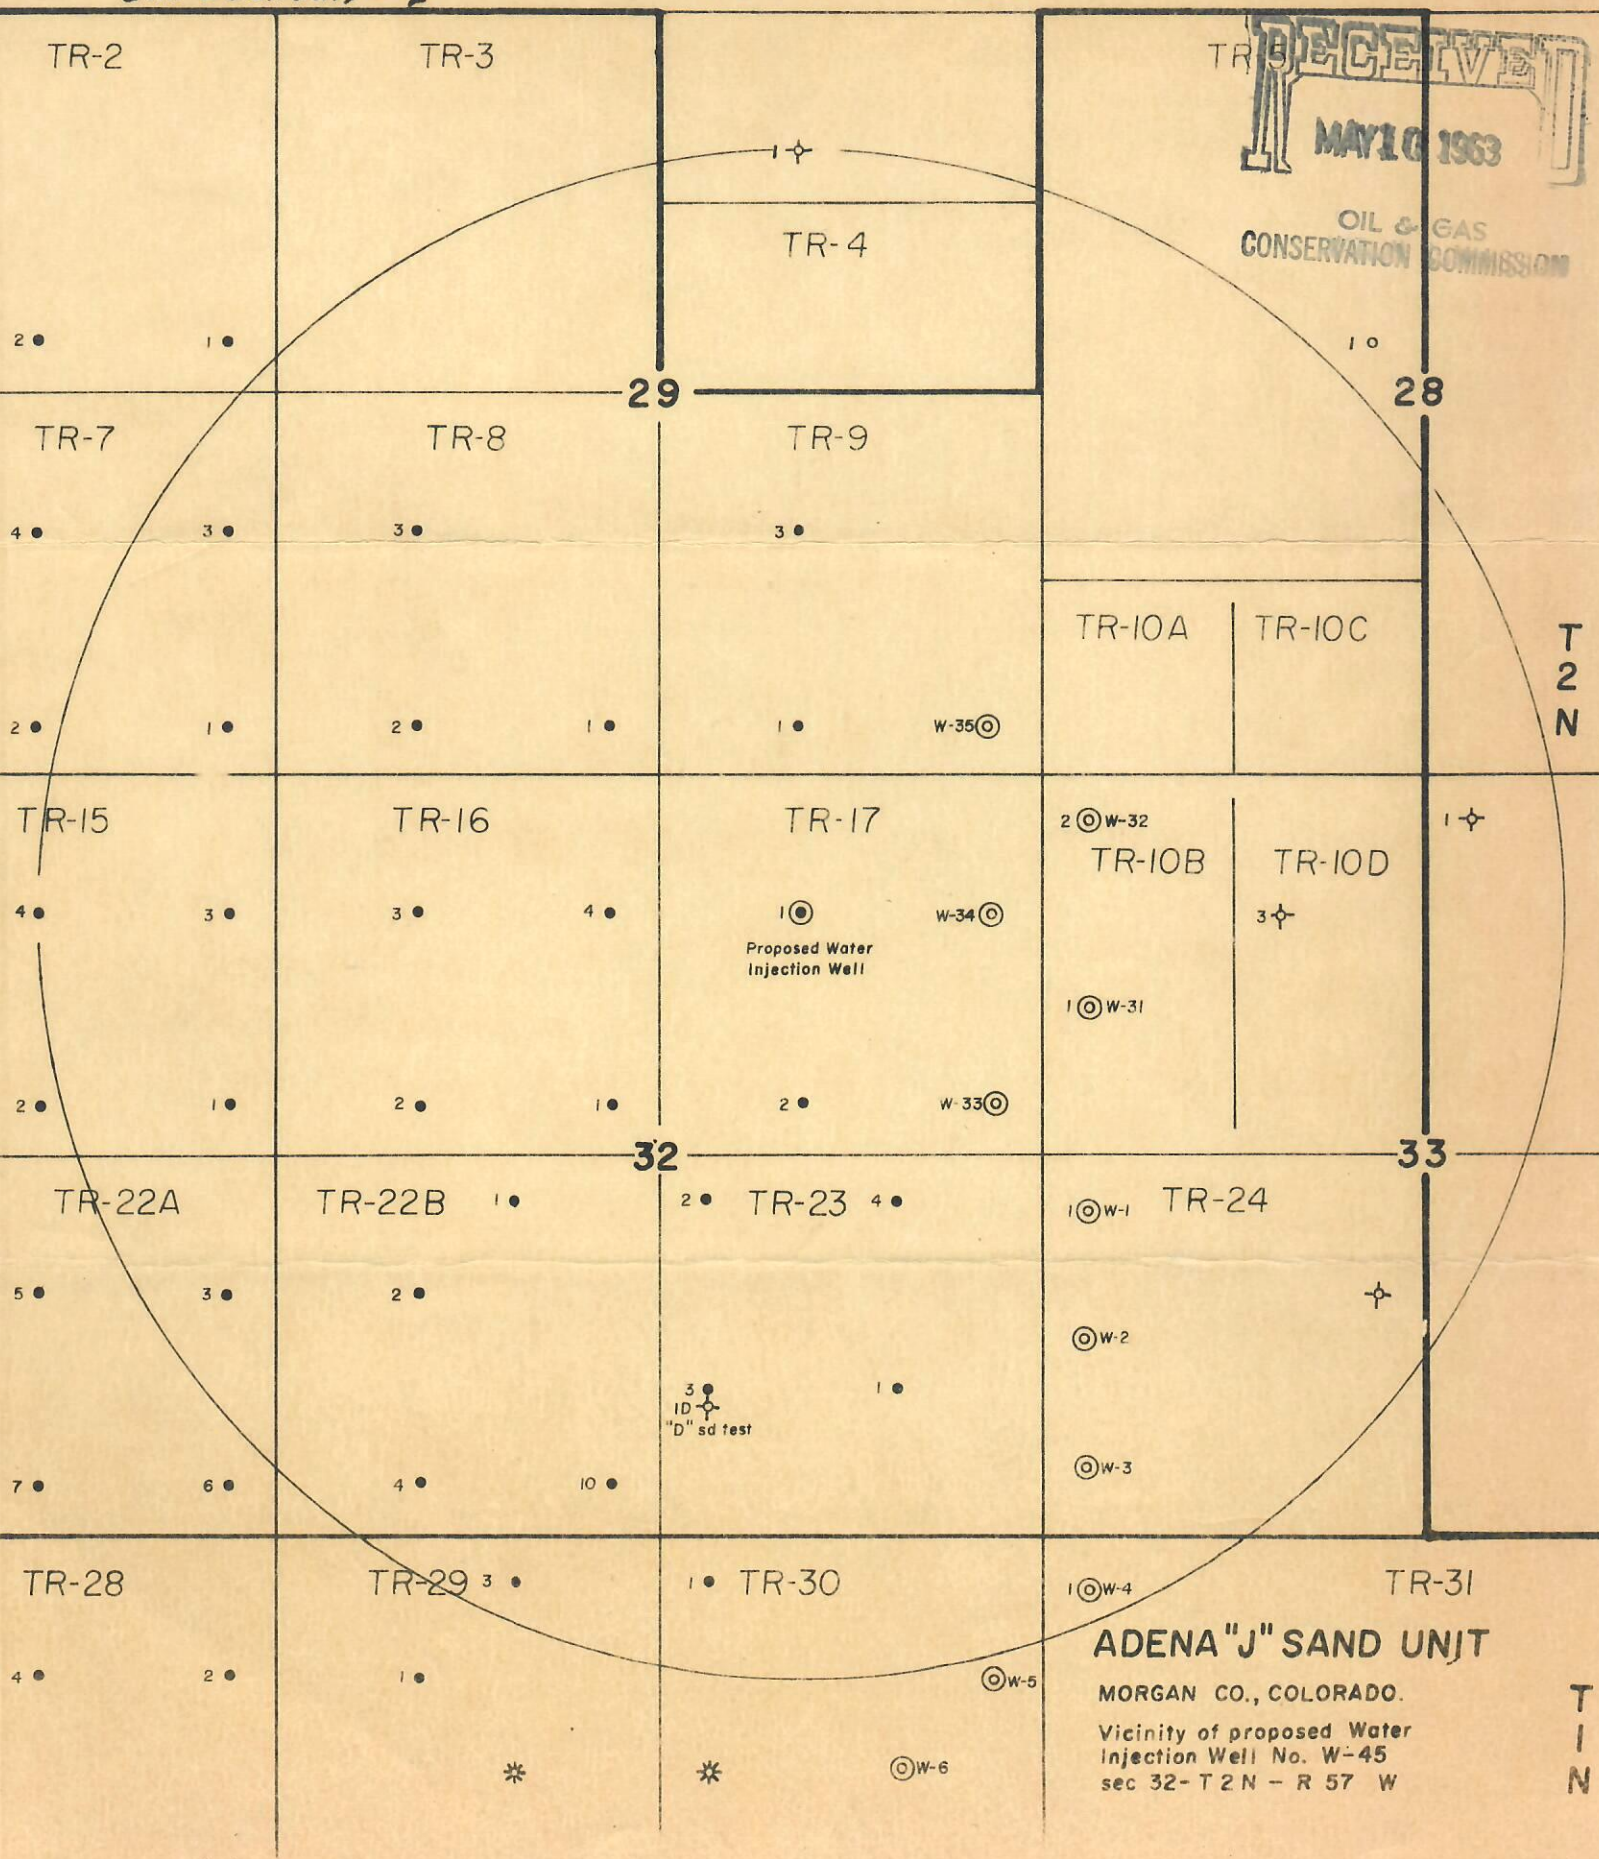 TR-2
TR-3
TR-5
RECEIVED
MAY 10 1963
OIL & GAS
CONSERVATION COMMISSION
1
TR-4
2
1
1
29
28
TR-7
TR-8
TR-9
4
3
3
3
TR-10A
TR-10C
T
2
N
2
1
2
1
1
W-35
TR-15
TR-16
TR-17
2 W-32
1
TR-10B
TR-10D
4
3
3
4
1
W-34
3
Proposed Water
Injection Well
1 W-31
2
1
2
1
2
W-33
32
33
TR-22A
TR-22B
1
2
TR-23
4
1 W-1
TR-24
5
3
2
W-2
3
1
1D
"D" sd test
W-3
7
6
4
10
TR-28
TR-29
3
1
TR-30
1 W-4
TR-31
ADENA "J" SAND UNIT
4
2
1
W-5
MORGAN CO., COLORADO.
Vicinity of proposed Water
Injection Well No. W-45
sec 32- T 2 N - R 57 W
W-6
T
1
N